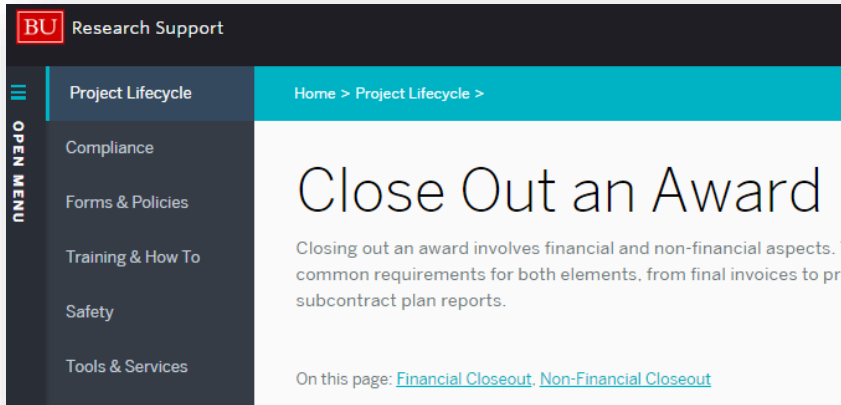 BU Research Support
OPEN MENU
Project Lifecycle
Compliance
Forms & Policies
Training & How To
Safety
Tools & Services
Home > Project Lifecycle >
Close Out an Award
Closing out an award involves financial and non-financial aspects.
common requirements for both elements, from final invoices to
subcontract plan reports.
On this page: Financial Closeout, Non-Financial Closeout